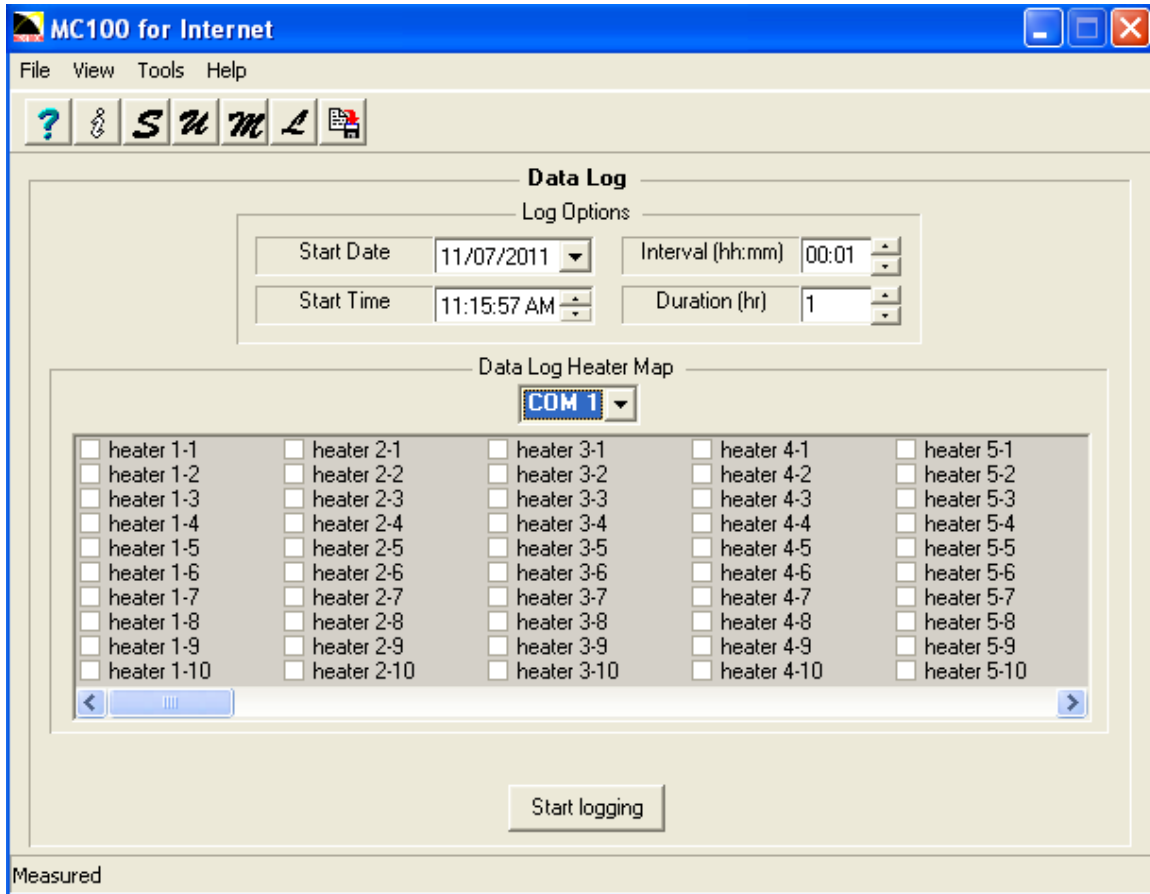 MC100 for Internet
File View Tools Help
? i S U M L
Data Log
Log Options
Start Date 11/07/2011 Interval (hh:mm) 00:01
Start Time 11:15:57 AM Duration (hr) 1
Data Log Heater Map
COM 1
heater 1-1 heater 2-1 heater 3-1 heater 4-1 heater 5-1
heater 1-2 heater 2-2 heater 3-2 heater 4-2 heater 5-2
heater 1-3 heater 2-3 heater 3-3 heater 4-3 heater 5-3
heater 1-4 heater 2-4 heater 3-4 heater 4-4 heater 5-4
heater 1-5 heater 2-5 heater 3-5 heater 4-5 heater 5-5
heater 1-6 heater 2-6 heater 3-6 heater 4-6 heater 5-6
heater 1-7 heater 2-7 heater 3-7 heater 4-7 heater 5-7
heater 1-8 heater 2-8 heater 3-8 heater 4-8 heater 5-8
heater 1-9 heater 2-9 heater 3-9 heater 4-9 heater 5-9
heater 1-10 heater 2-10 heater 3-10 heater 4-10 heater 5-10
Start logging
Measured